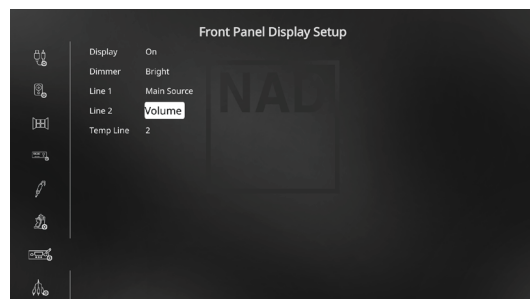 Front Panel Display Setup
Display On
Dimmer Bright
Line 1 Main Source
Line 2 Volume
Temp Line 2
NAD